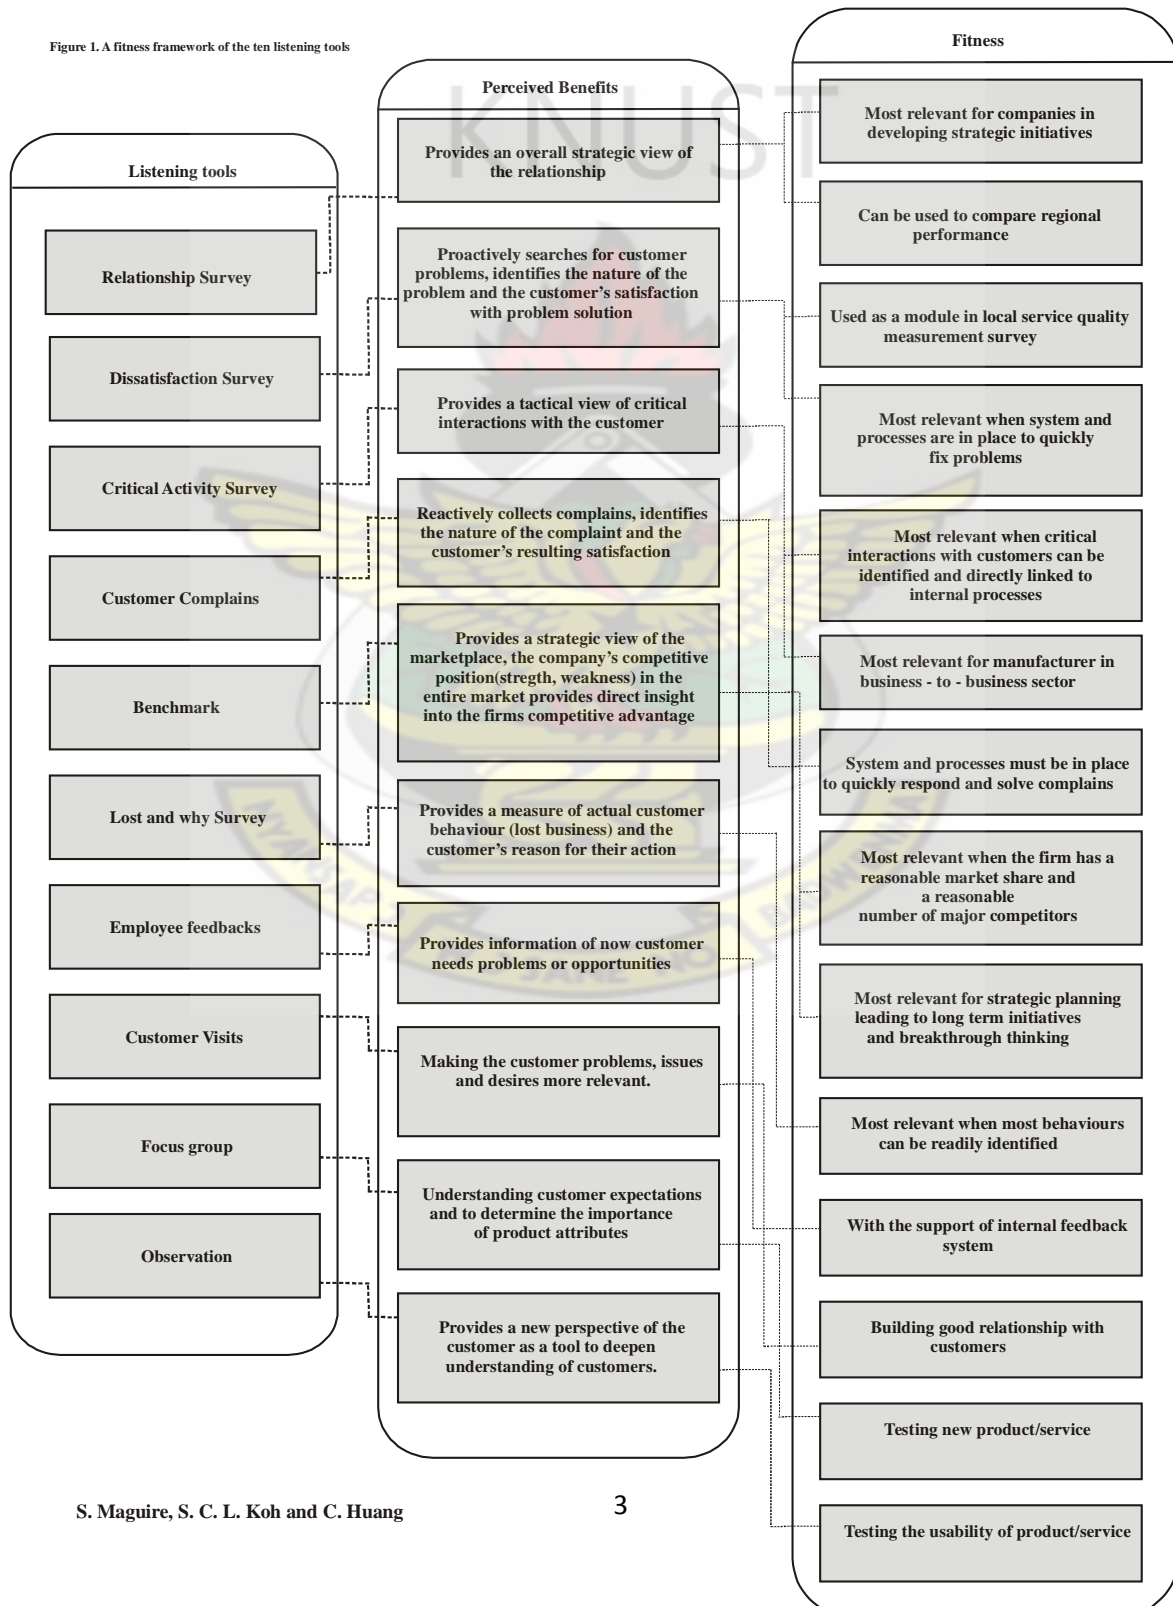 Figure 1. A fitness framework of the ten listening tools
Listening tools
Relationship Survey
Dissatisfaction Survey
Critical Activity Survey
Customer Complains
Benchmark
Lost and why Survey
Employee feedbacks
Customer Visits
Focus group
Observation
Perceived Benefits
Provides an overall strategic view of
the relationship
Proactively searches for customer
problems, identifies the nature of the
problem and the customer's satisfaction
with problem solution
Provides a tactical view of critical
interactions with the customer
Reactively collects complains, identifies
the nature of the complaint and the
customer's resulting satisfaction
Provides a strategic view of the
marketplace, the company's competitive
position(stregth, weakness) in the
entire market provides direct insight
into the firms competitive advantage
Provides a measure of actual customer
behaviour (lost business) and the
customer's reason for their action
Provides information of now customer
needs problems or opportunities
Making the customer problems, issues
and desires more relevant.
Understanding customer expectations
and to determine the importance
of product attributes
Provides a new perspective of the
customer as a tool to deepen
understanding of customers.
Fitness
Most relevant for companies in
developing strategic initiatives
Can be used to compare regional
performance
Used as a module in local service quality
measurement survey
Most relevant when system and
processes are in place to quickly
fix problems
Most relevant when critical
interactions with customers can be
identified and directly linked to
internal processes
Most relevant for manufacturer in
business - to - business sector
System and processes must be in place
to quickly respond and solve complains
Most relevant when the firm has a
reasonable market share and
a reasonable
number of major competitors
Most relevant for strategic planning
leading to long term initiatives
and breakthrough thinking
Most relevant when most behaviours
can be readily identified
With the support of internal feedback
system
Building good relationship with
customers
Testing new product/service
Testing the usability of product/service
S. Maguire, S. C. L. Koh and C. Huang
3
KNUST
SANE NO